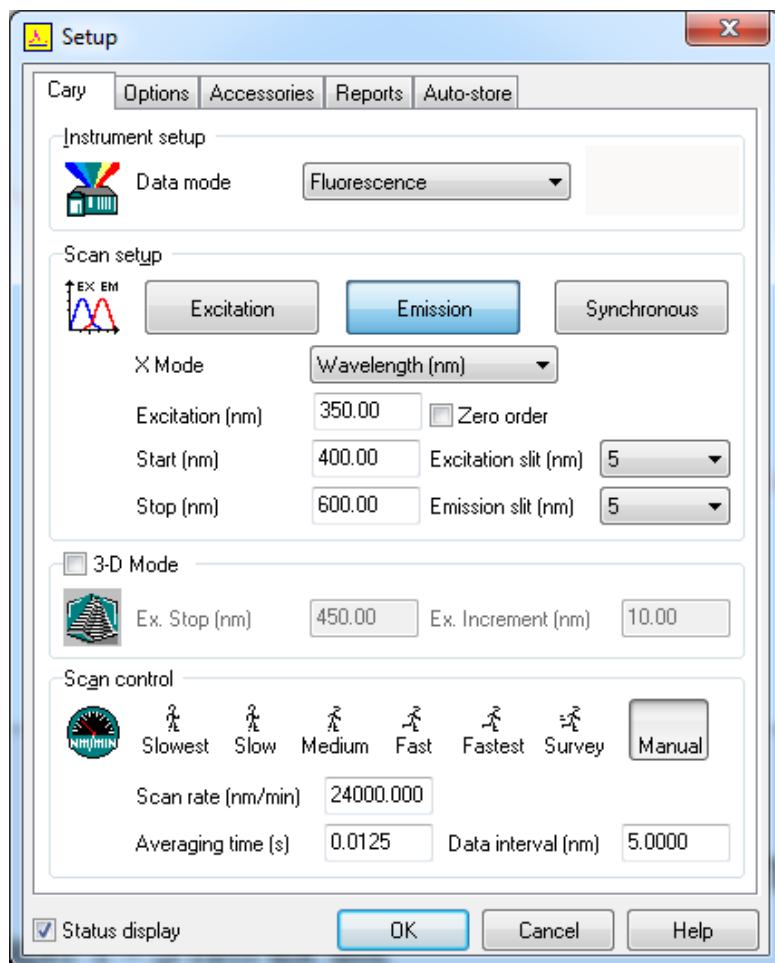 Setup
Cary Options Accessories Reports Auto-store
Instrument setup
Data mode Fluorescence
Scan setup
EX EM
Excitation Emission Synchronous
X Mode Wavelength (nm)
Excitation (nm) 350.00 Zero order
Start (nm) 400.00 Excitation slit (nm) 5
Stop (nm) 600.00 Emission slit (nm) 5
3-D Mode
Ex. Stop (nm) 450.00 Ex. Increment (nm) 10.00
Scan control
NM/MIN
Slowest Slow Medium Fast Fastest Survey Manual
Scan rate (nm/min) 24000.000
Averaging time (s) 0.0125 Data interval (nm) 5.0000
Status display OK Cancel Help